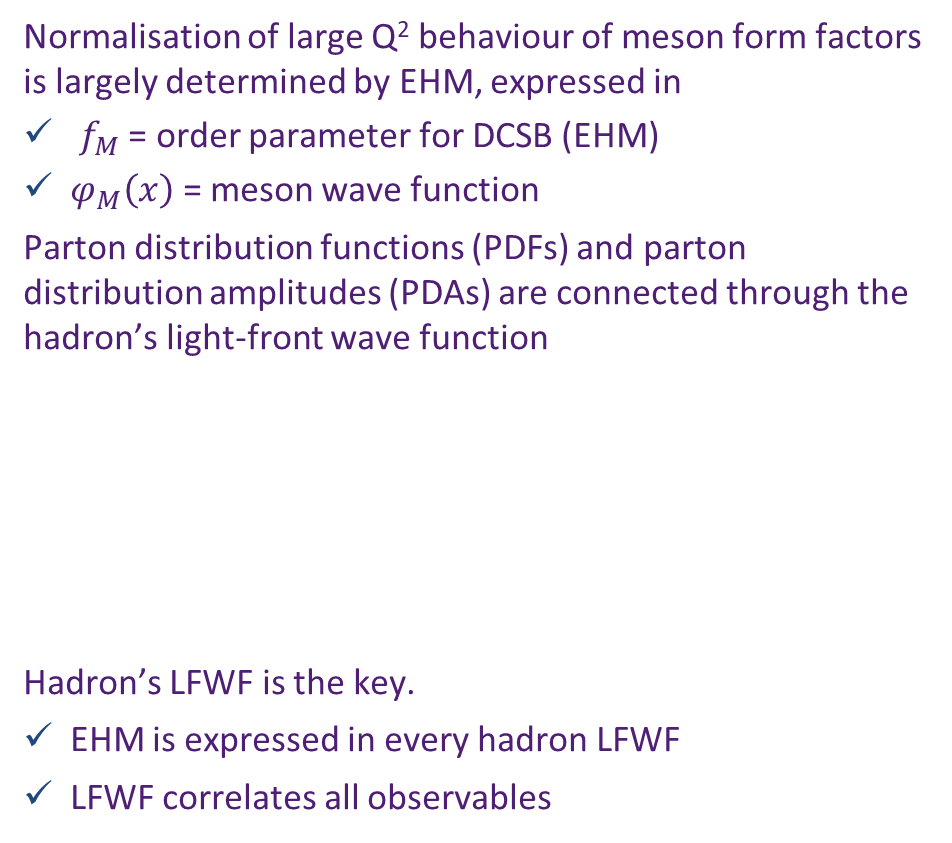 Normalisation of large Q² behaviour of meson form factors
is largely determined by EHM, expressed in
✓ f_M = order parameter for DCSB (EHM)
✓ φ_M(x) = meson wave function
Parton distribution functions (PDFs) and parton
distribution amplitudes (PDAs) are connected through the
hadron’s light-front wave function
Hadron’s LFWF is the key.
✓ EHM is expressed in every hadron LFWF
✓ LFWF correlates all observables